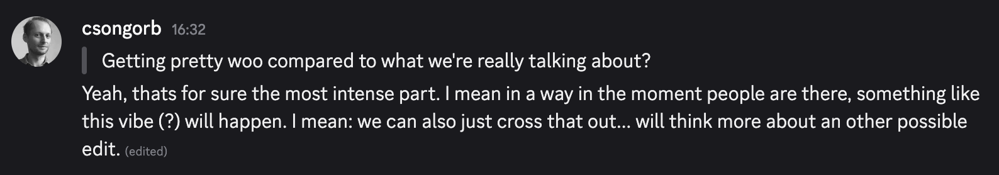 csongorb 16:32
Getting pretty woo compared to what we're really talking about?
Yeah, thats for sure the most intense part. I mean in a way in the moment people are there, something like
this vibe (?) will happen. I mean: we can also just cross that out... will think more about an other possible
edit. (edited)